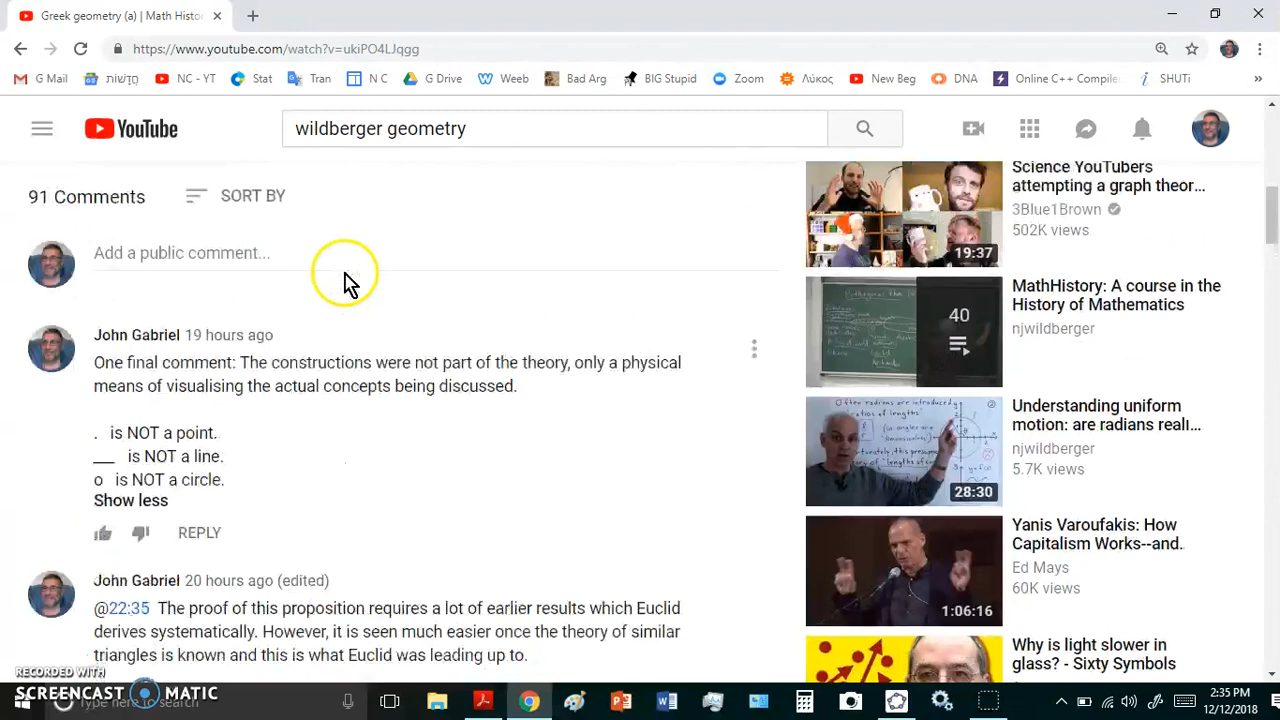 Greek geometry (a) | Math Histo
https://www.youtube.com/watch?v=ukiPO4LJqgg
G Mail
חֲדָשׁוֹת
NC - YT
Stat
Tran
N C
G Drive
Weeb
Bad Arg
BIG Stupid
Zoom
Λύκος
New Beg
DNA
Online C++ Compile
SHUTi
YouTube
wildberger geometry
91 Comments
SORT BY
Add a public comment...
John Gabriel 19 hours ago
One final comment: The constructions were not part of the theory, only a physical
means of visualising the actual concepts being discussed.
. is NOT a point.
___ is NOT a line.
o is NOT a circle.
Show less
REPLY
John Gabriel 20 hours ago (edited)
@22:35 The proof of this proposition requires a lot of earlier results which Euclid
derives systematically. However, it is seen much easier once the theory of similar
triangles is known and this is what Euclid was leading up to.
Science YouTubers
attempting a graph theor...
3Blue1Brown
502K views
19:37
MathHistory: A course in the
History of Mathematics
njwildberger
40
Understanding uniform
motion: are radians reali...
njwildberger
5.7K views
28:30
Yanis Varoufakis: How
Capitalism Works--and...
Ed Mays
60K views
1:06:16
Why is light slower in
glass? - Sixty Symbols
RECORDED WITH
SCREENCAST MATIC
2:35 PM
12/12/2018